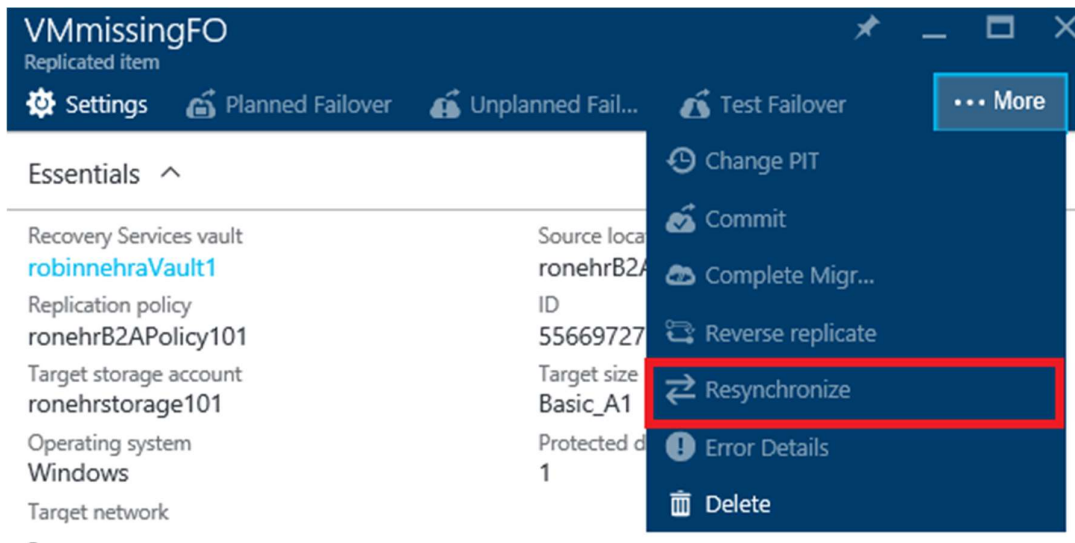 VMmissingFO
Replicated item
Settings Planned Failover Unplanned Fail... Test Failover ... More
Essentials
Change PIT
Commit
Complete Migr...
Reverse replicate
Resynchronize
Error Details
Delete
Recovery Services vault
robinnehraVault1
Source loca
ronehrB2A
Replication policy
ronehrB2APolicy101
ID
55669727
Target storage account
ronehrstorage101
Target size
Basic_A1
Operating system
Windows
Protected d
1
Target network